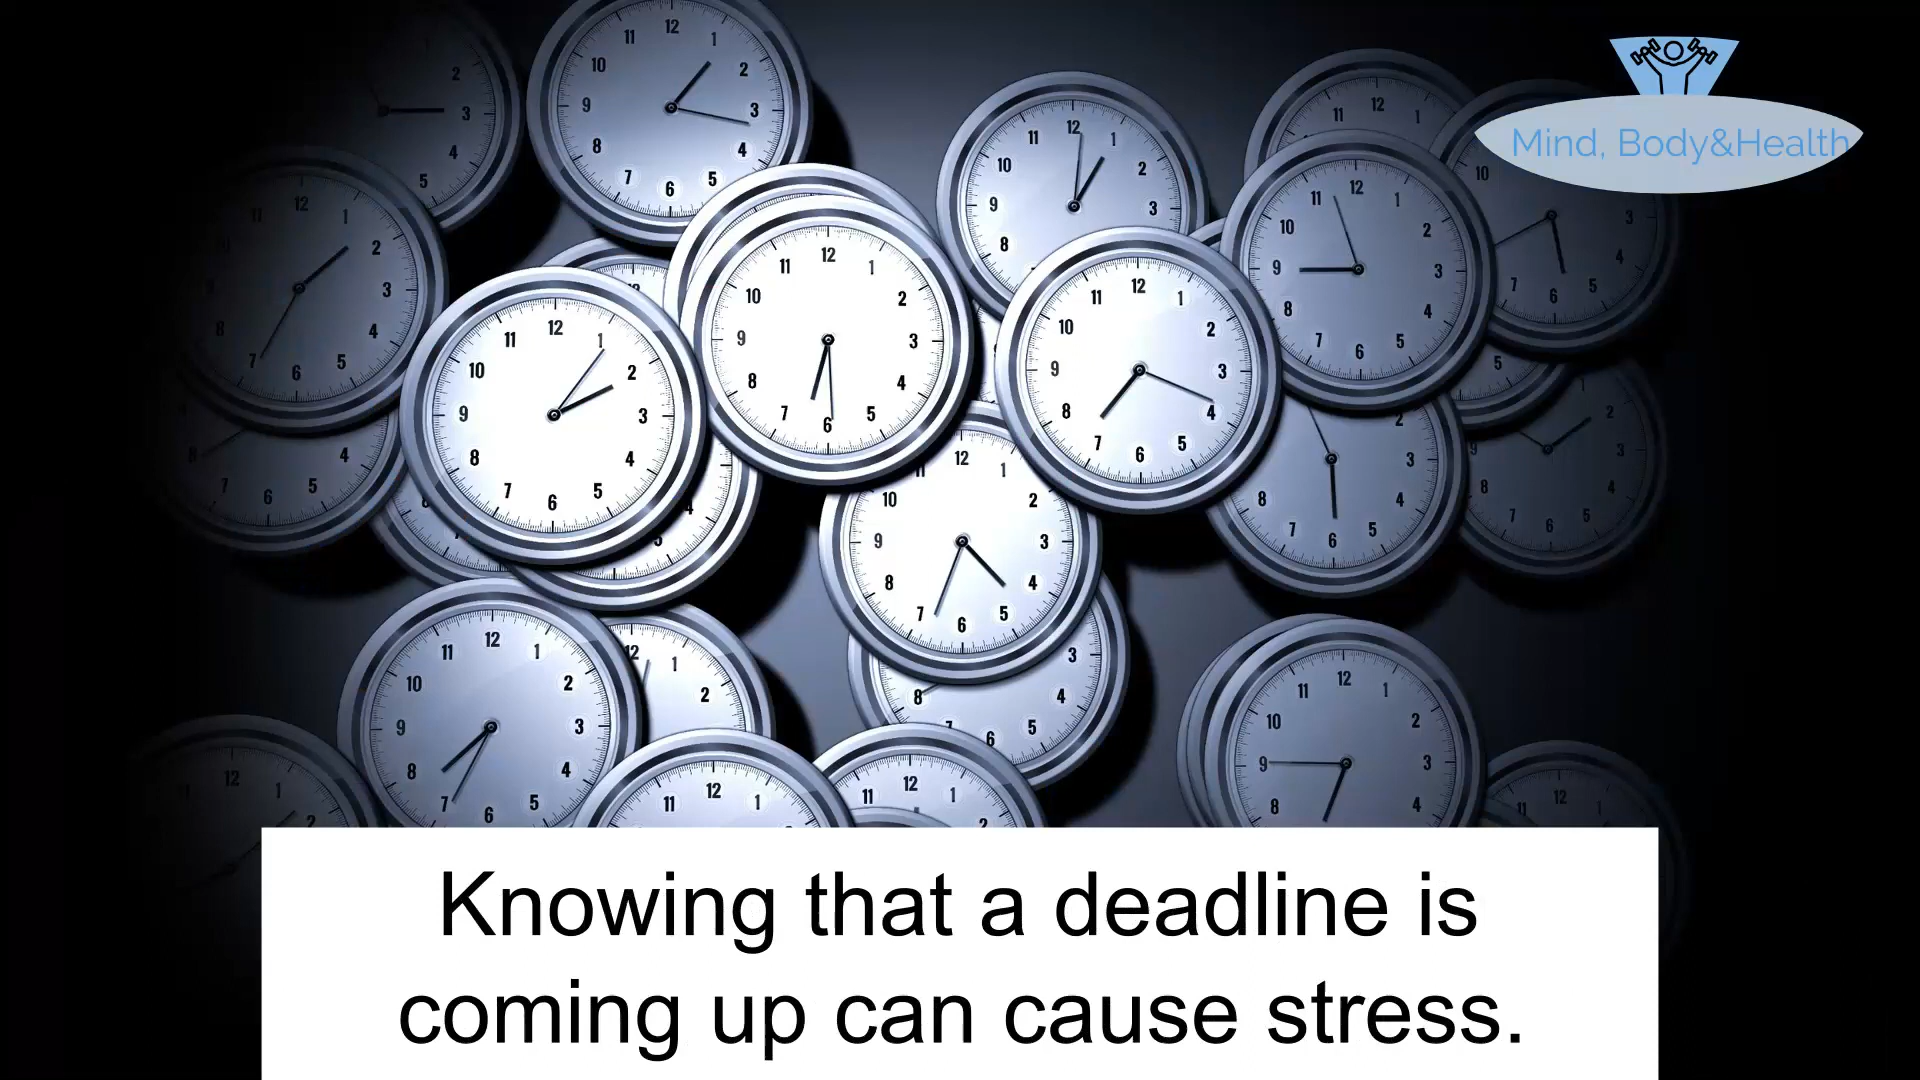 Mind, Body&Health
Knowing that a deadline is
coming up can cause stress.